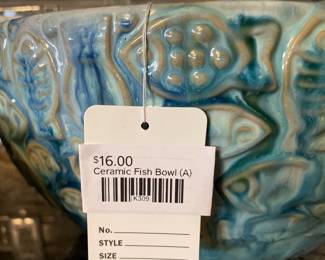 $16.00
Ceramic Fish Bowl (A)
K309
No.
STYLE
SIZE